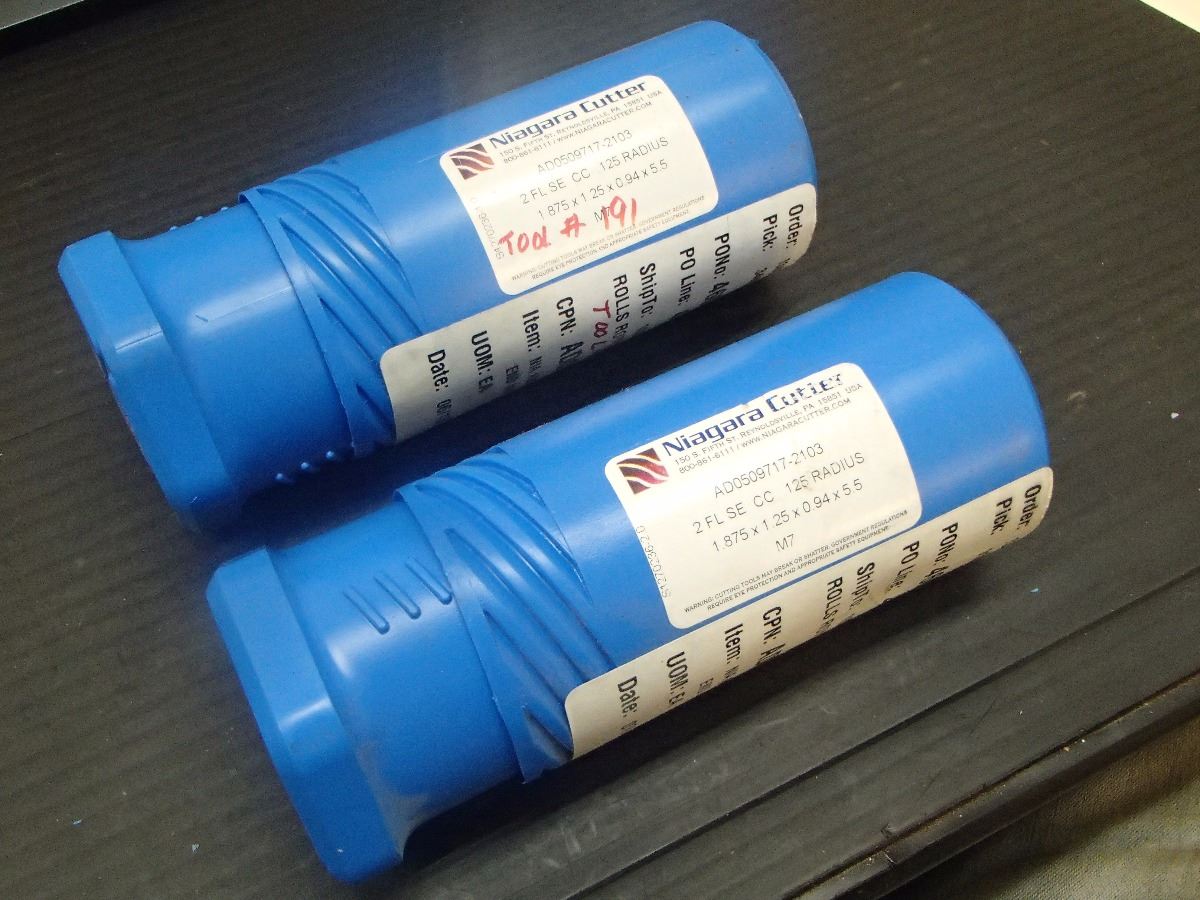 Niagara Cutter
150 S. FIFTH ST. REYNOLDSVILLE, PA 15851 USA
800-861-6111 / WWW.NIAGARACUTTER.COM
AD0509717-2103
2 FL SE CC .125 RADIUS
1.875 x 1.25 x 0.94 x 5.5
M7
TOOL # 191
WARNING: CUTTING TOOLS MAY BREAK OR SHATTER. GOVERNMENT REGULATIONS
REQUIRE EYE PROTECTION AND APPROPRIATE SAFETY EQUIPMENT.
Order:
Pick:
PONo:
PO Line:
ShipTo:
ROLLS
CPN:
Item:
UOM: EA
Date:
Niagara Cutter
150 S. FIFTH ST. REYNOLDSVILLE, PA 15851 USA
800-861-6111 / WWW.NIAGARACUTTER.COM
AD0509717-2103
2 FL SE CC .125 RADIUS
1.875 x 1.25 x 0.94 x 5.5
M7
WARNING: CUTTING TOOLS MAY BREAK OR SHATTER. GOVERNMENT REGULATIONS
REQUIRE EYE PROTECTION AND APPROPRIATE SAFETY EQUIPMENT.
Order:
Pick:
PONo:
PO Line:
ShipTo:
ROLLS
CPN:
Item:
UOM: EA
Date: